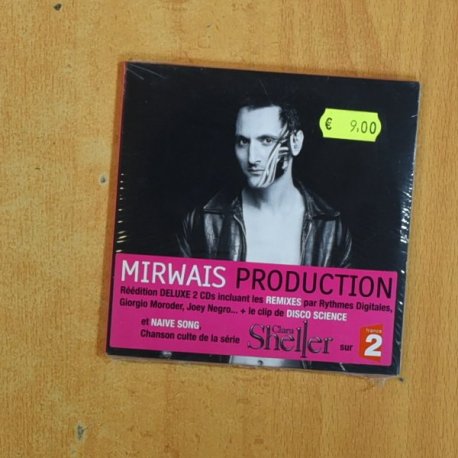 € 9.00
MIRWAIS PRODUCTION
Réédition DELUXE 2 CDs incluant les REMIXES par Rythmes Digitales,
Giorgio Moroder, Joey Negro... + le clip de DISCO SCIENCE
et NAIVE SONG
Chanson culte de la série Clara Sheller sur france 2